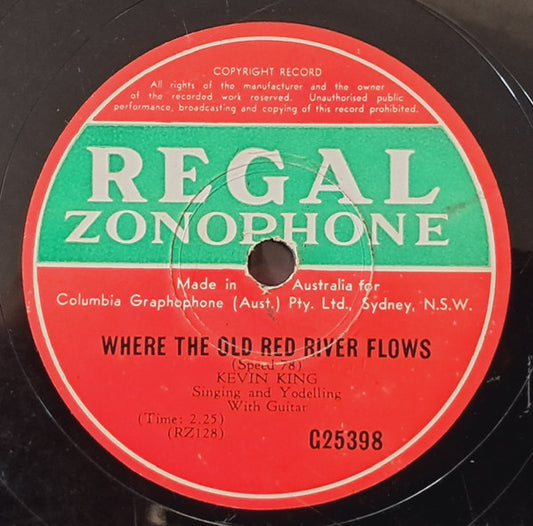 COPYRIGHT RECORD
All rights of the manufacturer and the owner
of the recorded work reserved. Unauthorised public
performance, broadcasting and copying of this record prohibited.
REGAL
ZONOPHONE
Made in Australia for
Columbia Graphophone (Aust.) Pty. Ltd., Sydney, N.S.W.
WHERE THE OLD RED RIVER FLOWS
(Speed 78)
KEVIN KING
Singing and Yodelling
With Guitar
(Time: 2.25)
(RZ128)
G25398